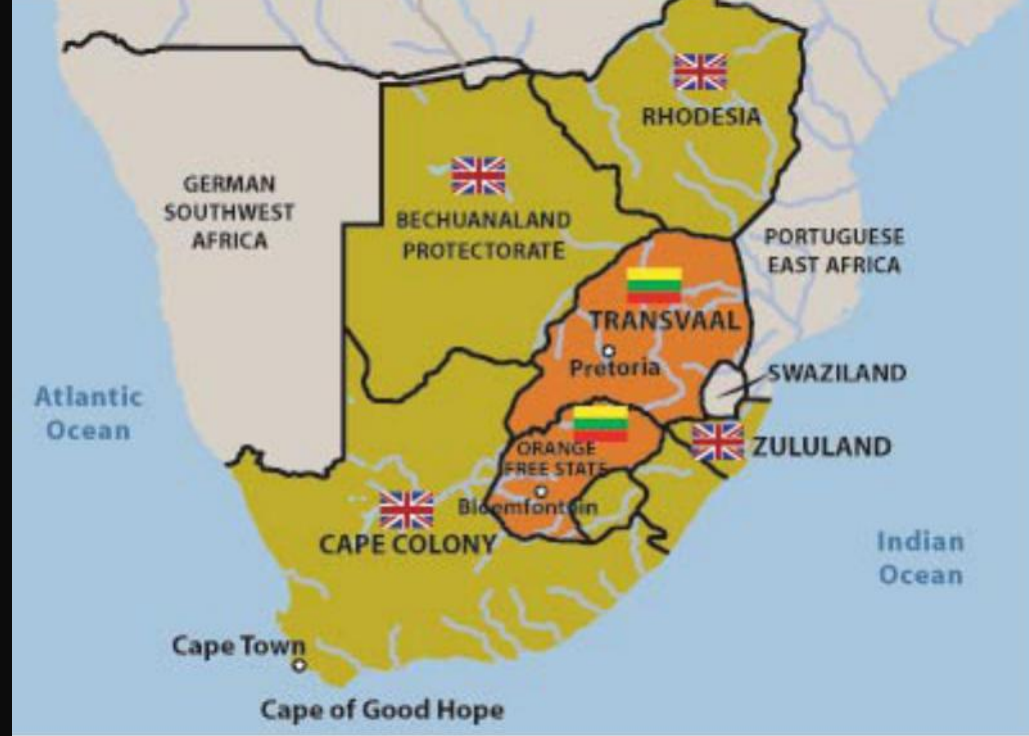 RHODESIA
GERMAN
SOUTHWEST
AFRICA
BECHUANALAND
PROTECTORATE
PORTUGUESE
EAST AFRICA
TRANSVAAL
Pretoria
SWAZILAND
Atlantic
Ocean
ORANGE
FREE STATE
ZULULAND
Bloemfontein
CAPE COLONY
Indian
Ocean
Cape Town
Cape of Good Hope